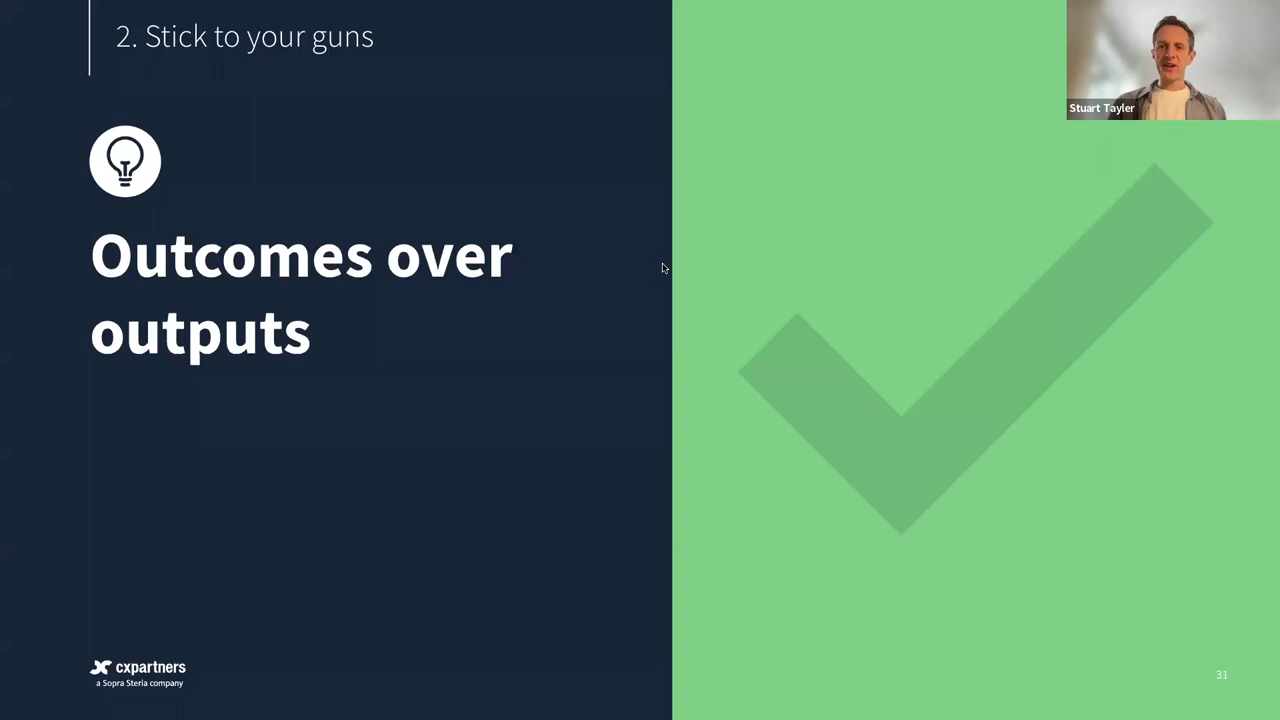 2. Stick to your guns
Stuart Tayler
Outcomes over
outputs
cxpartners
a Sopra Steria company
31